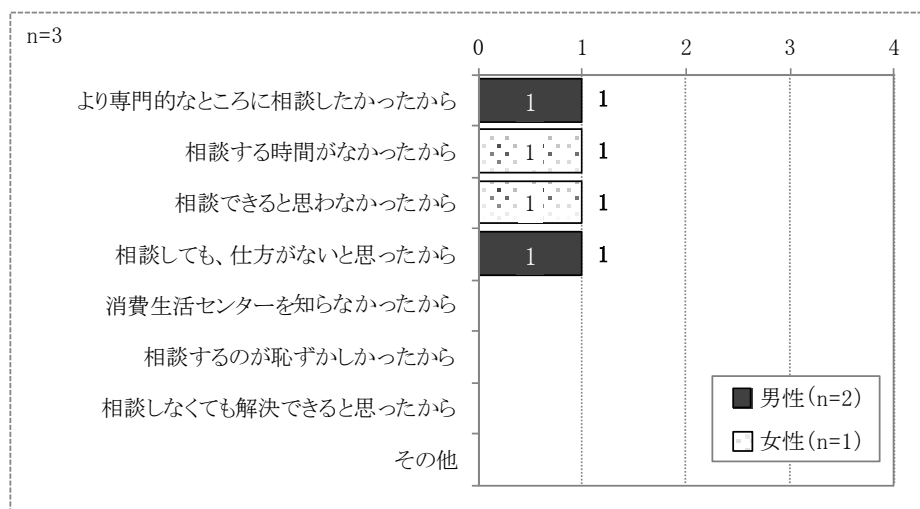 n=3
0 1 2 3 4
より専門的なところに相談したかったから 1 1
相談する時間がなかったから 1 1
相談できると思わなかったから 1 1
相談しても、仕方がないと思ったから 1 1
消費生活センターを知らなかったから
相談するのが恥ずかしかったから
相談しなくても解決できると思ったから
その他
男性(n=2)
女性(n=1)